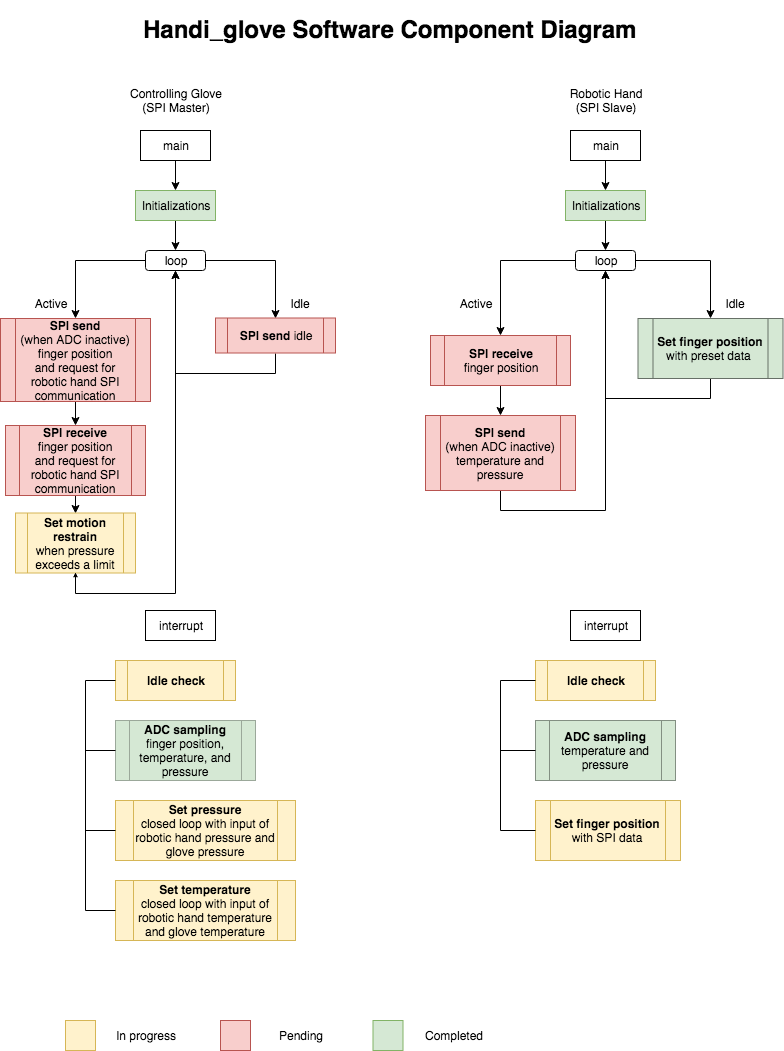 Handi_glove Software Component Diagram
Controlling Glove
(SPI Master)
main
Initializations
loop
Active
Idle
SPI send
(when ADC inactive)
finger position
and request for
robotic hand SPI
communication
SPI send idle
SPI receive
finger position
and request for
robotic hand SPI
communication
Set motion
restrain
when pressure
exceeds a limit
Robotic Hand
(SPI Slave)
main
Initializations
loop
Active
Idle
SPI receive
finger position
Set finger position
with preset data
SPI send
(when ADC inactive)
temperature and
pressure
interrupt
Idle check
ADC sampling
finger position,
temperature, and
pressure
Set pressure
closed loop with input of
robotic hand pressure and
glove pressure
Set temperature
closed loop with input of
robotic hand temperature
and glove temperature
interrupt
Idle check
ADC sampling
temperature and
pressure
Set finger position
with SPI data
In progress
Pending
Completed